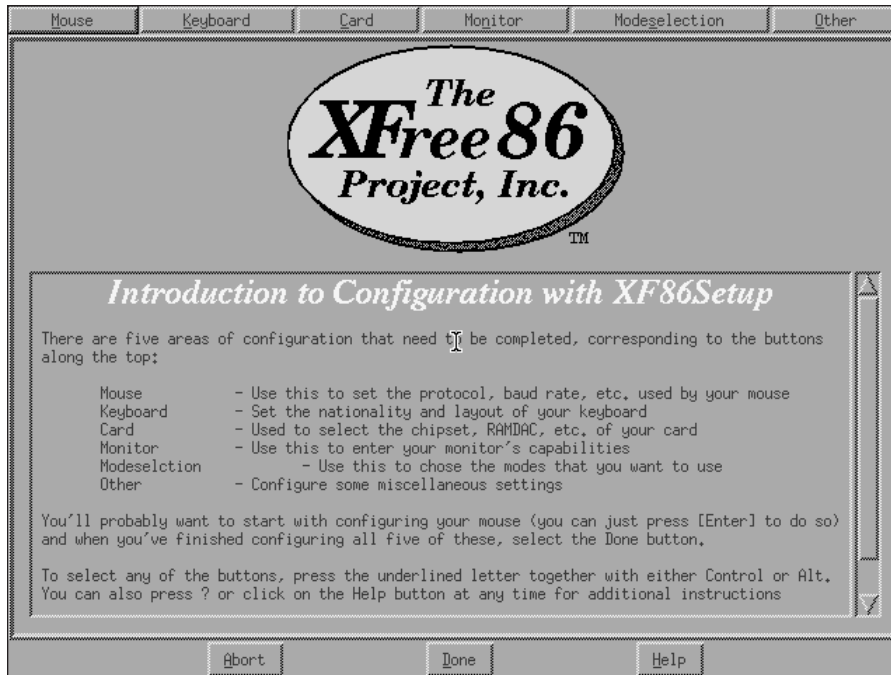 Mouse Keyboard Card Monitor Modeselection Other
The
XFree86
Project, Inc.
TM
Introduction to Configuration with XF86Setup
There are five areas of configuration that need to be completed, corresponding to the buttons
along the top:
Mouse - Use this to set the protocol, baud rate, etc. used by your mouse
Keyboard - Set the nationality and layout of your keyboard
Card - Used to select the chipset, RAMDAC, etc. of your card
Monitor - Use this to enter your monitor's capabilities
Modeselction - Use this to chose the modes that you want to use
Other - Configure some miscellaneous settings
You'll probably want to start with configuring your mouse (you can just press [Enter] to do so)
and when you've finished configuring all five of these, select the Done button.
To select any of the buttons, press the underlined letter together with either Control or Alt.
You can also press ? or click on the Help button at any time for additional instructions
Abort Done Help